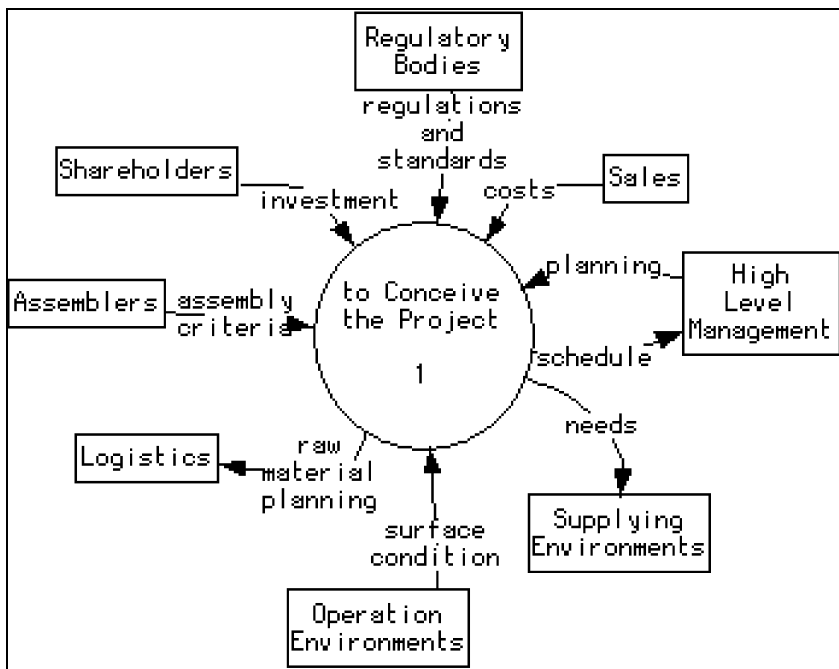 Regulatory
Bodies
regulations
and
standards
Shareholders
investment
costs
Sales
planning
High
Level
Management
to Conceive
the Project
1
Assemblers
assembly
criteria
schedule
needs
Logistics
raw
material
planning
Supplying
Environments
surface
condition
Operation
Environments